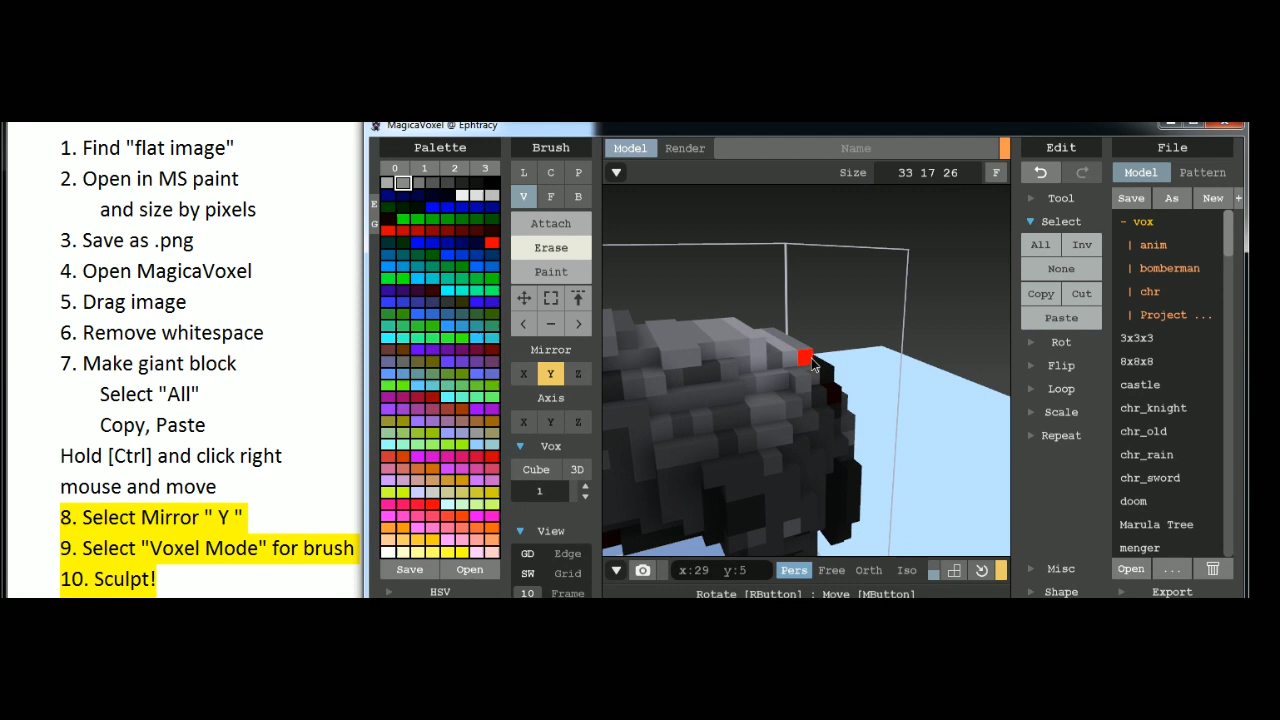 1. Find "flat image"
2. Open in MS paint
and size by pixels
3. Save as .png
4. Open MagicaVoxel
5. Drag image
6. Remove whitespace
7. Make giant block
Select "All"
Copy, Paste
Hold [Ctrl] and click right
mouse and move
8. Select Mirror " Y "
9. Select "Voxel Mode" for brush
10. Sculpt!
MagicaVoxel @ Ephtracy
Palette
0 1 2 3
E
G
Save Open
HSV
Brush
L C P
V F B
Attach
Erase
Paint
Mirror
X Y Z
Axis
X Y Z
Vox
Cube 3D
1
View
GD Edge
SW Grid
10 Frame
Model Render Name
Size 33 17 26 F
x:29 y:5 Pers Free Orth Iso
Rotate [RButton] : Move [MButton]
Edit
Tool
Select
All Inv
None
Copy Cut
Paste
Rot
Flip
Loop
Scale
Repeat
Misc
Shape
File
Model Pattern
Save As New +
- vox
| anim
| bomberman
| chr
| Project ...
3x3x3
8x8x8
castle
chr_knight
chr_old
chr_rain
chr_sword
doom
Marula Tree
menger
Open ...
Export